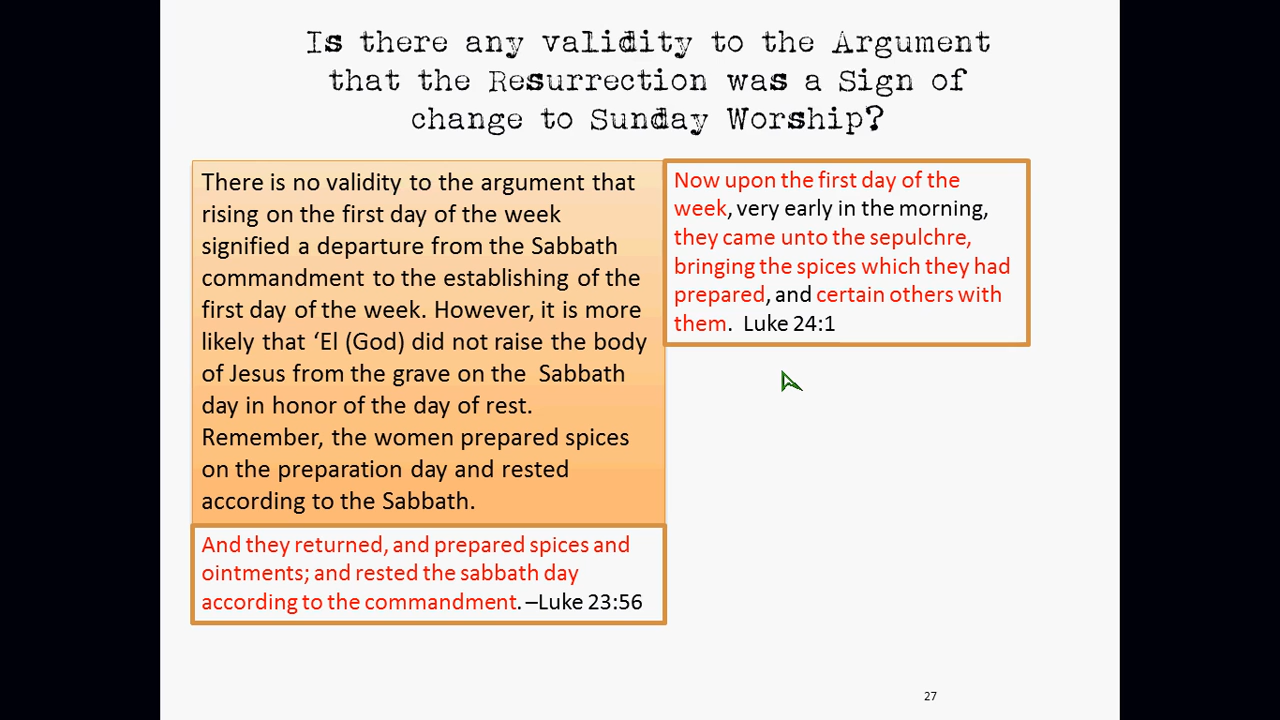 Is there any validity to the Argument
that the Resurrection was a Sign of
change to Sunday Worship?
There is no validity to the argument that
rising on the first day of the week
signified a departure from the Sabbath
commandment to the establishing of the
first day of the week. However, it is more
likely that ‘El (God) did not raise the body
of Jesus from the grave on the  Sabbath
day in honor of the day of rest.
Remember, the women prepared spices
on the preparation day and rested
according to the Sabbath.
And they returned, and prepared spices and
ointments; and rested the sabbath day
according to the commandment. –Luke 23:56
Now upon the first day of the
week, very early in the morning,
they came unto the sepulchre,
bringing the spices which they had
prepared, and certain others with
them.  Luke 24:1
27